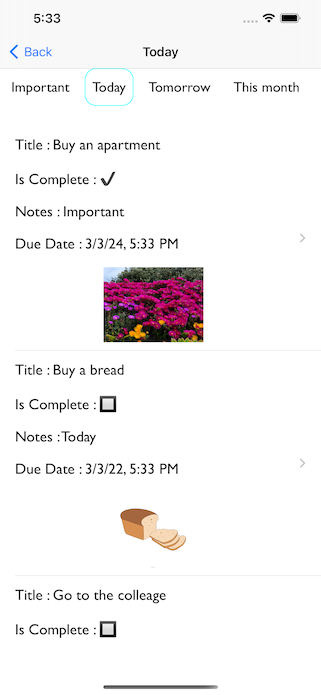 5:33
Back
Today
Important Today Tomorrow This month
Title : Buy an apartment
Is Complete : ✔
Notes : Important
Due Date : 3/3/24, 5:33 PM
Title : Buy a bread
Is Complete :
Notes : Today
Due Date : 3/3/22, 5:33 PM
Title : Go to the colleage
Is Complete :